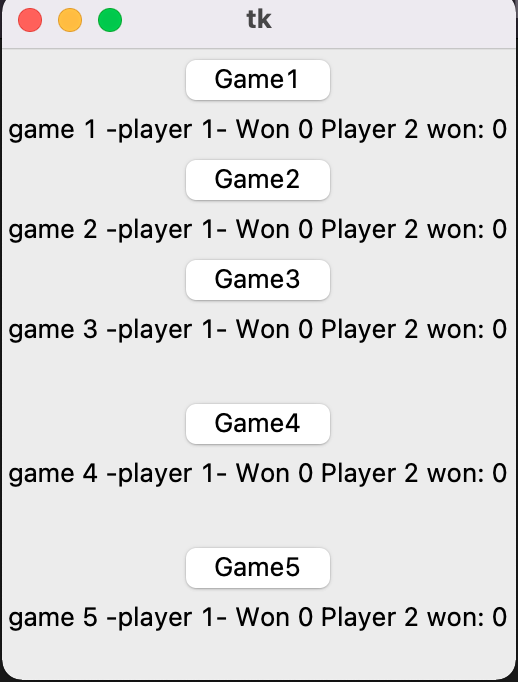 tk
Game1
game 1 -player 1- Won 0 Player 2 won: 0
Game2
game 2 -player 1- Won 0 Player 2 won: 0
Game3
game 3 -player 1- Won 0 Player 2 won: 0
Game4
game 4 -player 1- Won 0 Player 2 won: 0
Game5
game 5 -player 1- Won 0 Player 2 won: 0